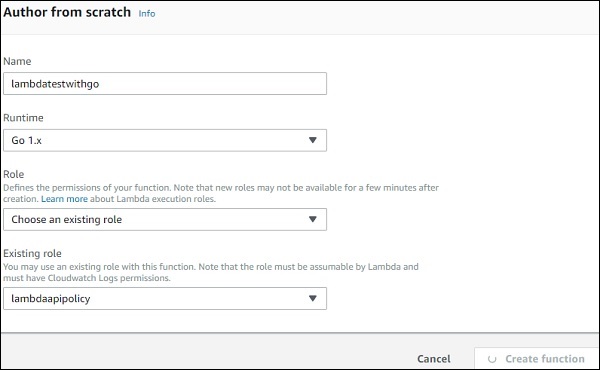 Author from scratch Info
Name
lambdatestwithgo
Runtime
Go 1.x
Role
Defines the permissions of your function. Note that new roles may not be available for a few minutes after
creation. Learn more about Lambda execution roles.
Choose an existing role
Existing role
You may use an existing role with this function. Note that the role must be assumable by Lambda and
must have Cloudwatch Logs permissions.
lambdaapipolicy
Cancel Create function